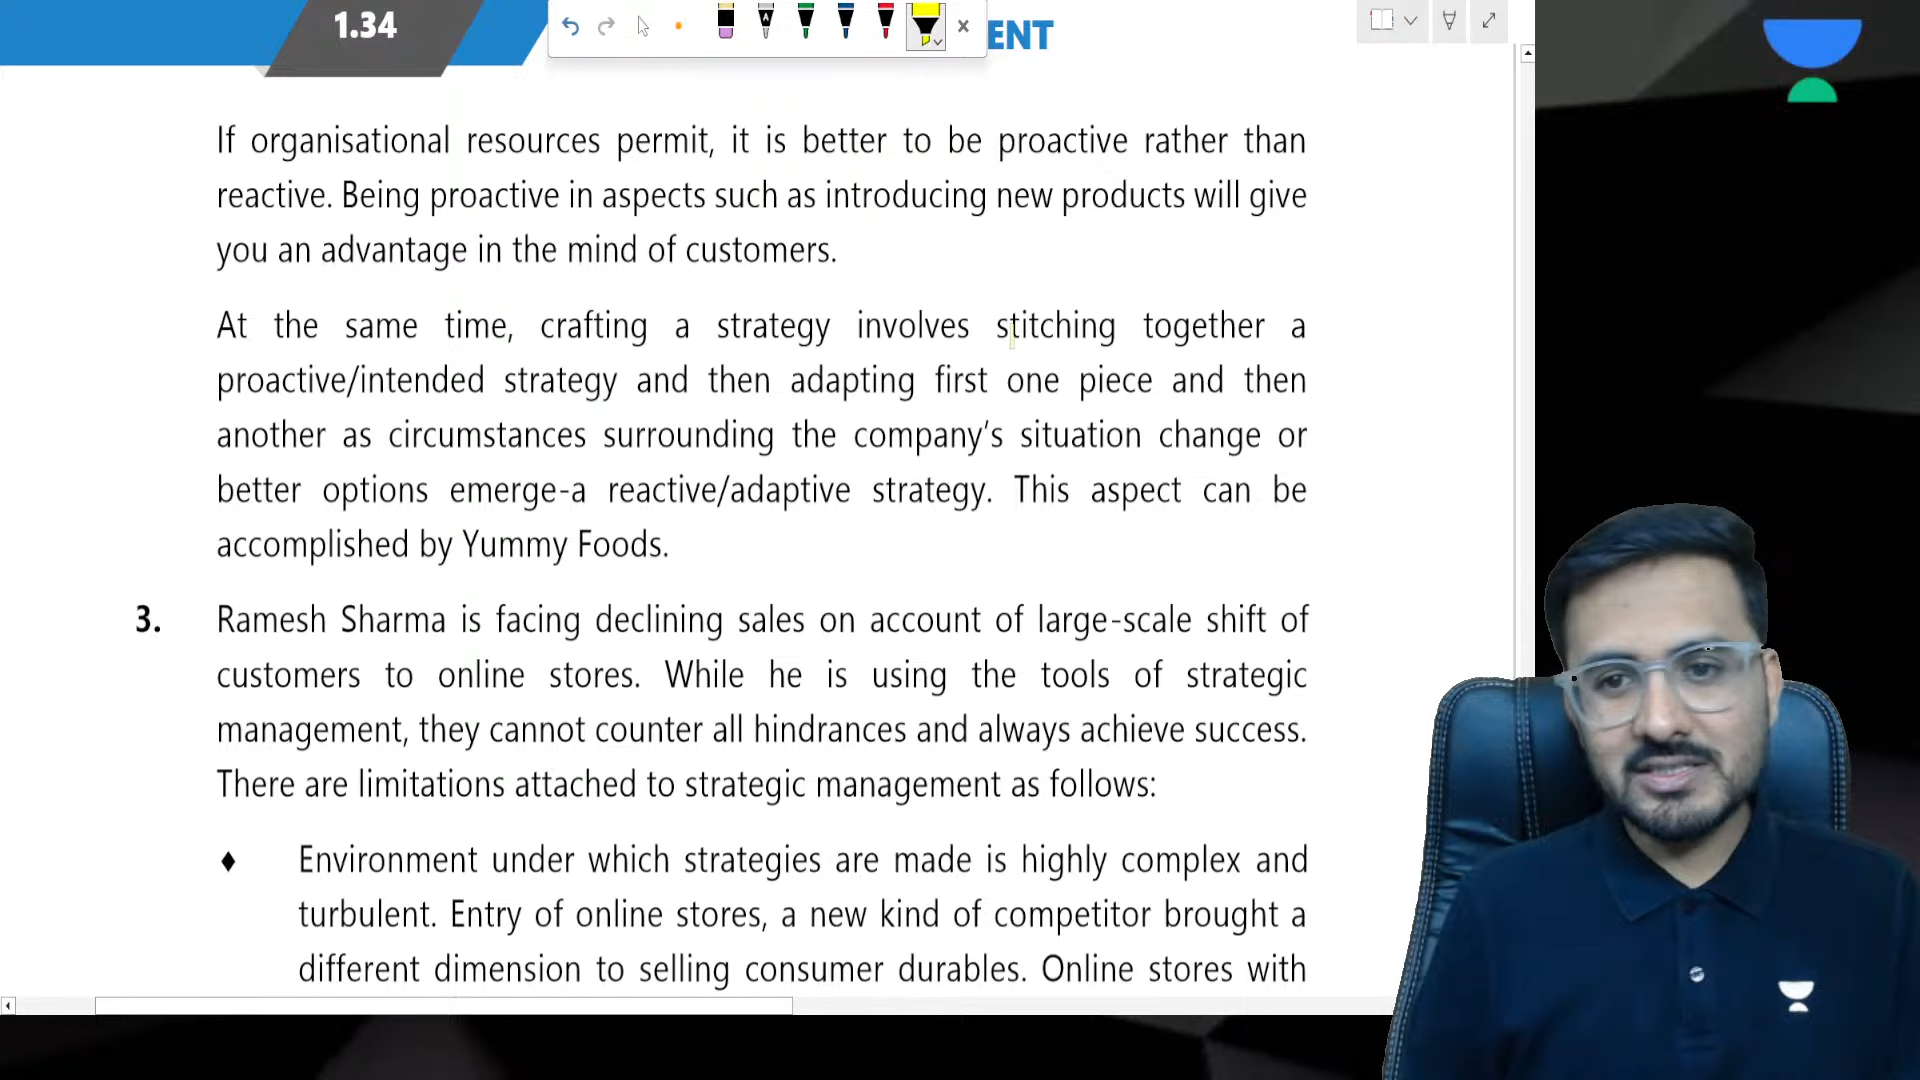 1.34
ENT
If organisational resources permit, it is better to be proactive rather than
reactive. Being proactive in aspects such as introducing new products will give
you an advantage in the mind of customers.
At the same time, crafting a strategy involves stitching together a
proactive/intended strategy and then adapting first one piece and then
another as circumstances surrounding the company's situation change or
better options emerge-a reactive/adaptive strategy. This aspect can be
accomplished by Yummy Foods.
3. Ramesh Sharma is facing declining sales on account of large-scale shift of
customers to online stores. While he is using the tools of strategic
management, they cannot counter all hindrances and always achieve success.
There are limitations attached to strategic management as follows:
♦ Environment under which strategies are made is highly complex and
turbulent. Entry of online stores, a new kind of competitor brought a
different dimension to selling consumer durables. Online stores with